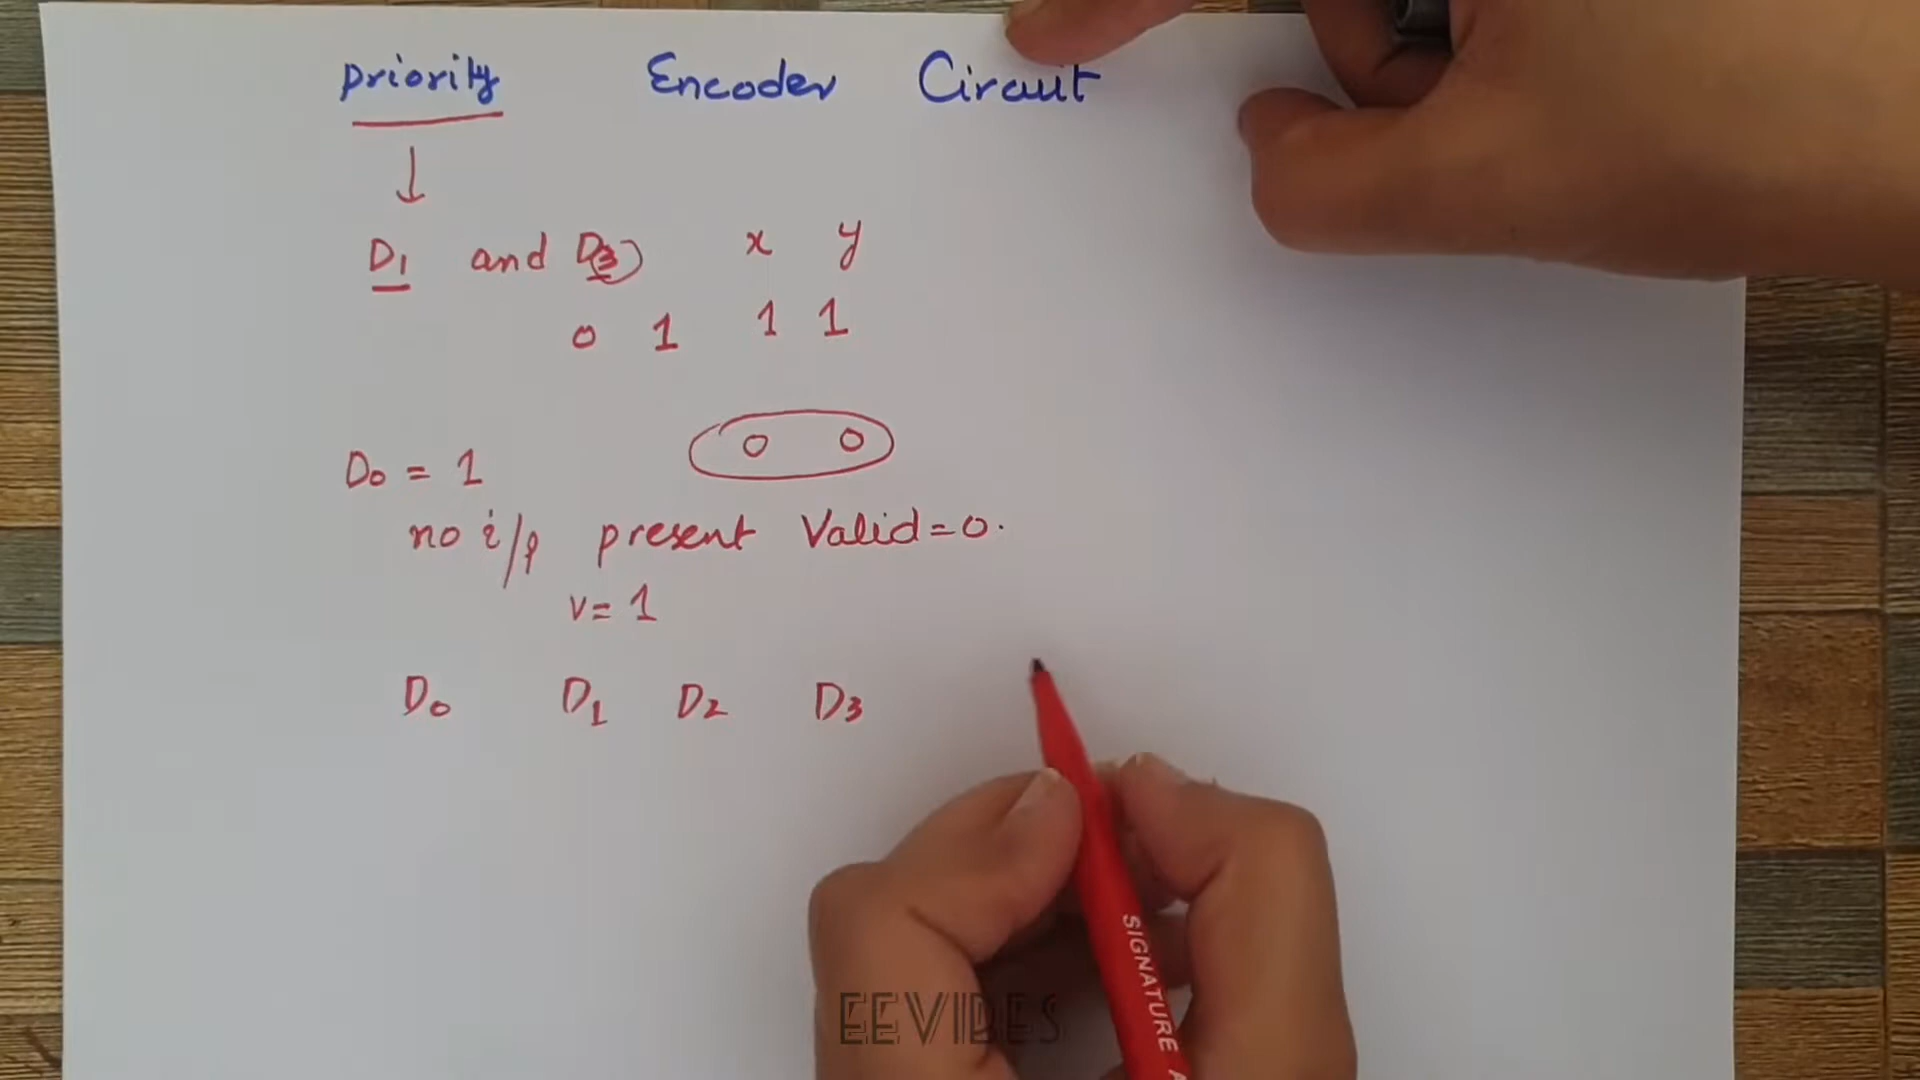 priority Encoder Circuit
↓
D1 and D3 x y
0 1 1 1
0 0
D0 = 1
no i/p present Valid=0.
v= 1
D0 D1 D2 D3
SIGNATURE A
EEVIBES